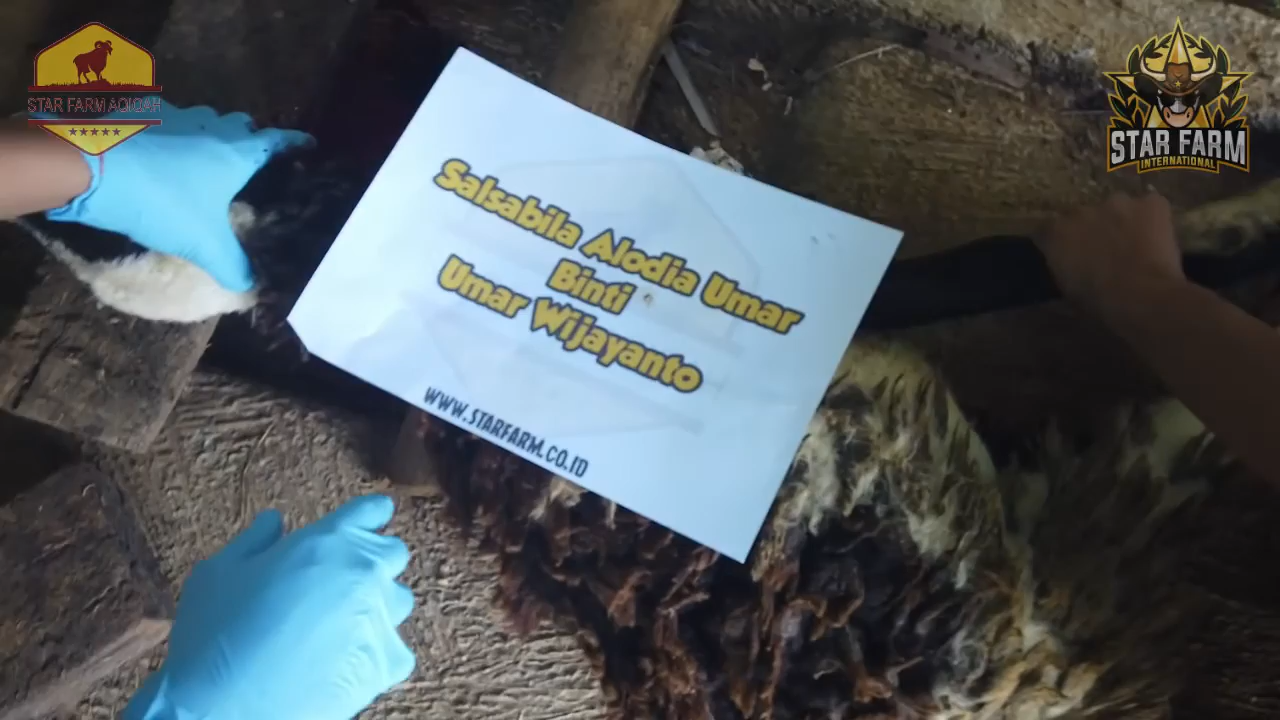 STAR FARM AQIQAH
STAR FARM
INTERNATIONAL
Salsabila Alodia Umar
Binti
Umar Wijayanto
WWW.STARFARM.CO.ID